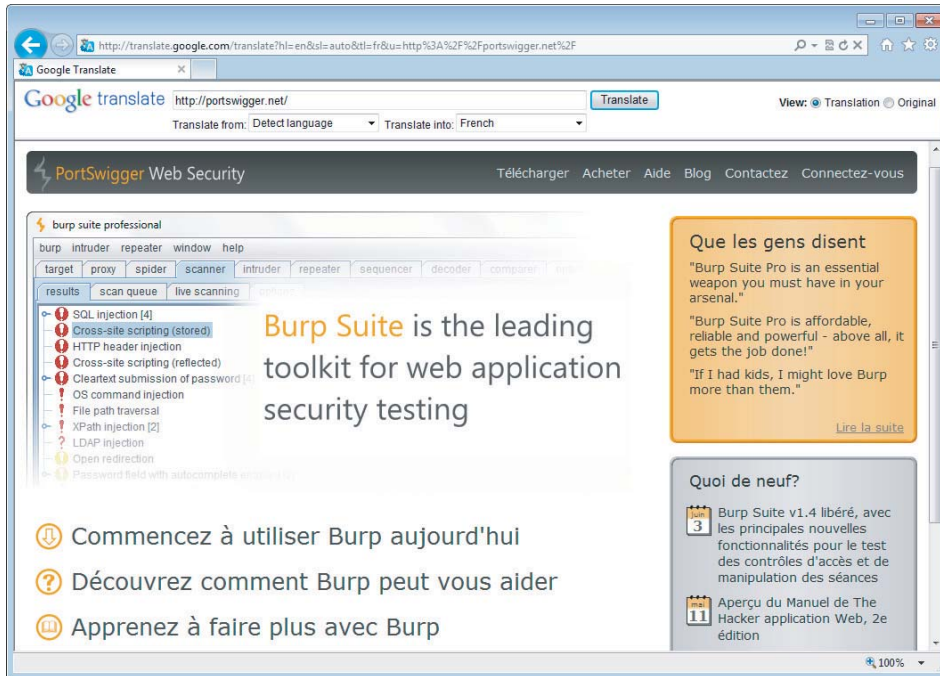 http://translate.google.com/translate?hl=en&sl=auto&tl=fr&u=http%3A%2F%2Fportswigger.net%2F
Google Translate
Google translate http://portswigger.net/ Translate View: Translation Original
Translate from: Detect language Translate into: French
PortSwigger Web Security Télécharger Acheter Aide Blog Contactez Connectez-vous
burp suite professional
burp intruder repeater window help
target proxy spider scanner intruder repeater sequencer decoder comparer
results scan queue live scanning options
SQL injection [4]
Cross-site scripting (stored)
HTTP header injection
Cross-site scripting (reflected)
Cleartext submission of password [4]
OS command injection
File path traversal
XPath injection [2]
LDAP injection
Open redirection
Password field with autocomplete
Burp Suite is the leading
toolkit for web application
security testing
Commencez à utiliser Burp aujourd'hui
Découvrez comment Burp peut vous aider
Apprenez à faire plus avec Burp
Que les gens disent
"Burp Suite Pro is an essential
weapon you must have in your
arsenal."
"Burp Suite Pro is affordable,
reliable and powerful - above all, it
gets the job done!"
"If I had kids, I might love Burp
more than them."
Lire la suite
Quoi de neuf?
juin
3
Burp Suite v1.4 libéré, avec
les principales nouvelles
fonctionnalités pour le test
des contrôles d'accès et de
manipulation des séances
mai
11
Aperçu du Manuel de The
Hacker application Web, 2e
édition
100%